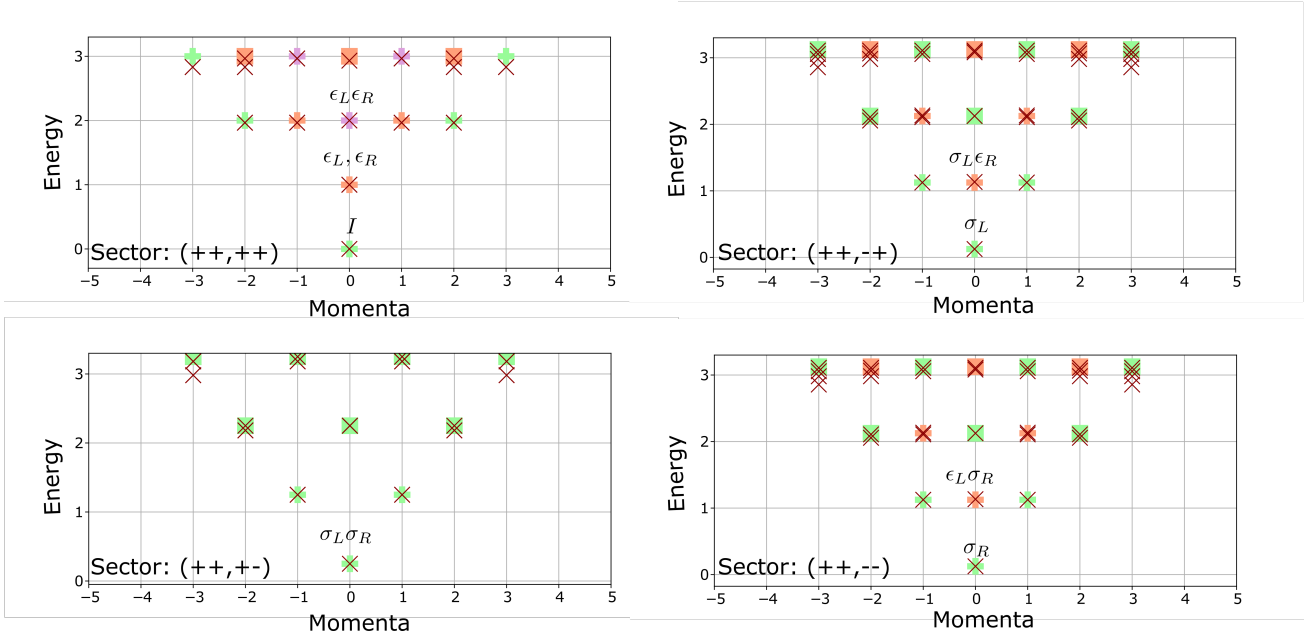 3
2
1
0
Energy
ϵ_Lϵ_R
ϵ_L, ϵ_R
I
Sector: (++,++)
−5 −4 −3 −2 −1 0 1 2 3 4 5
Momenta
3
2
1
0
Energy
σ_Lϵ_R
σ_L
Sector: (++,-+)
−5 −4 −3 −2 −1 0 1 2 3 4 5
Momenta
3
2
1
0
Energy
σ_Lσ_R
Sector: (++,+-)
−5 −4 −3 −2 −1 0 1 2 3 4 5
Momenta
3
2
1
0
Energy
ϵ_Lσ_R
σ_R
Sector: (++,--)
−5 −4 −3 −2 −1 0 1 2 3 4 5
Momenta